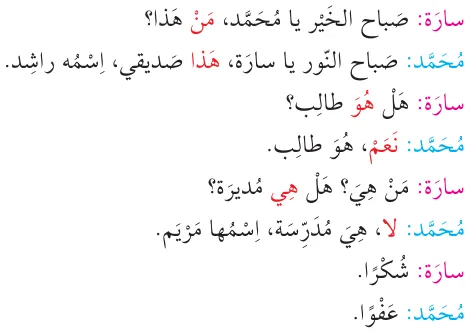 سارَة: صَباح الخَيْر يا مُحَمَّد، مَنْ هَذا؟
مُحَمَّد: صَباح النّور يا سارَة، هَذا صَديقي، اِسْمُه راشِد.
سارَة: هَلْ هُوَ طالِب؟
مُحَمَّد: نَعَمْ، هُوَ طالِب.
سارَة: مَنْ هِيَ؟ هَلْ هِي مُديرَة؟
مُحَمَّد: لا، هِيَ مُدَرِّسَة، اِسْمُها مَرْيَم.
سارَة: شُكْرًا.
مُحَمَّد: عَفْوًا.